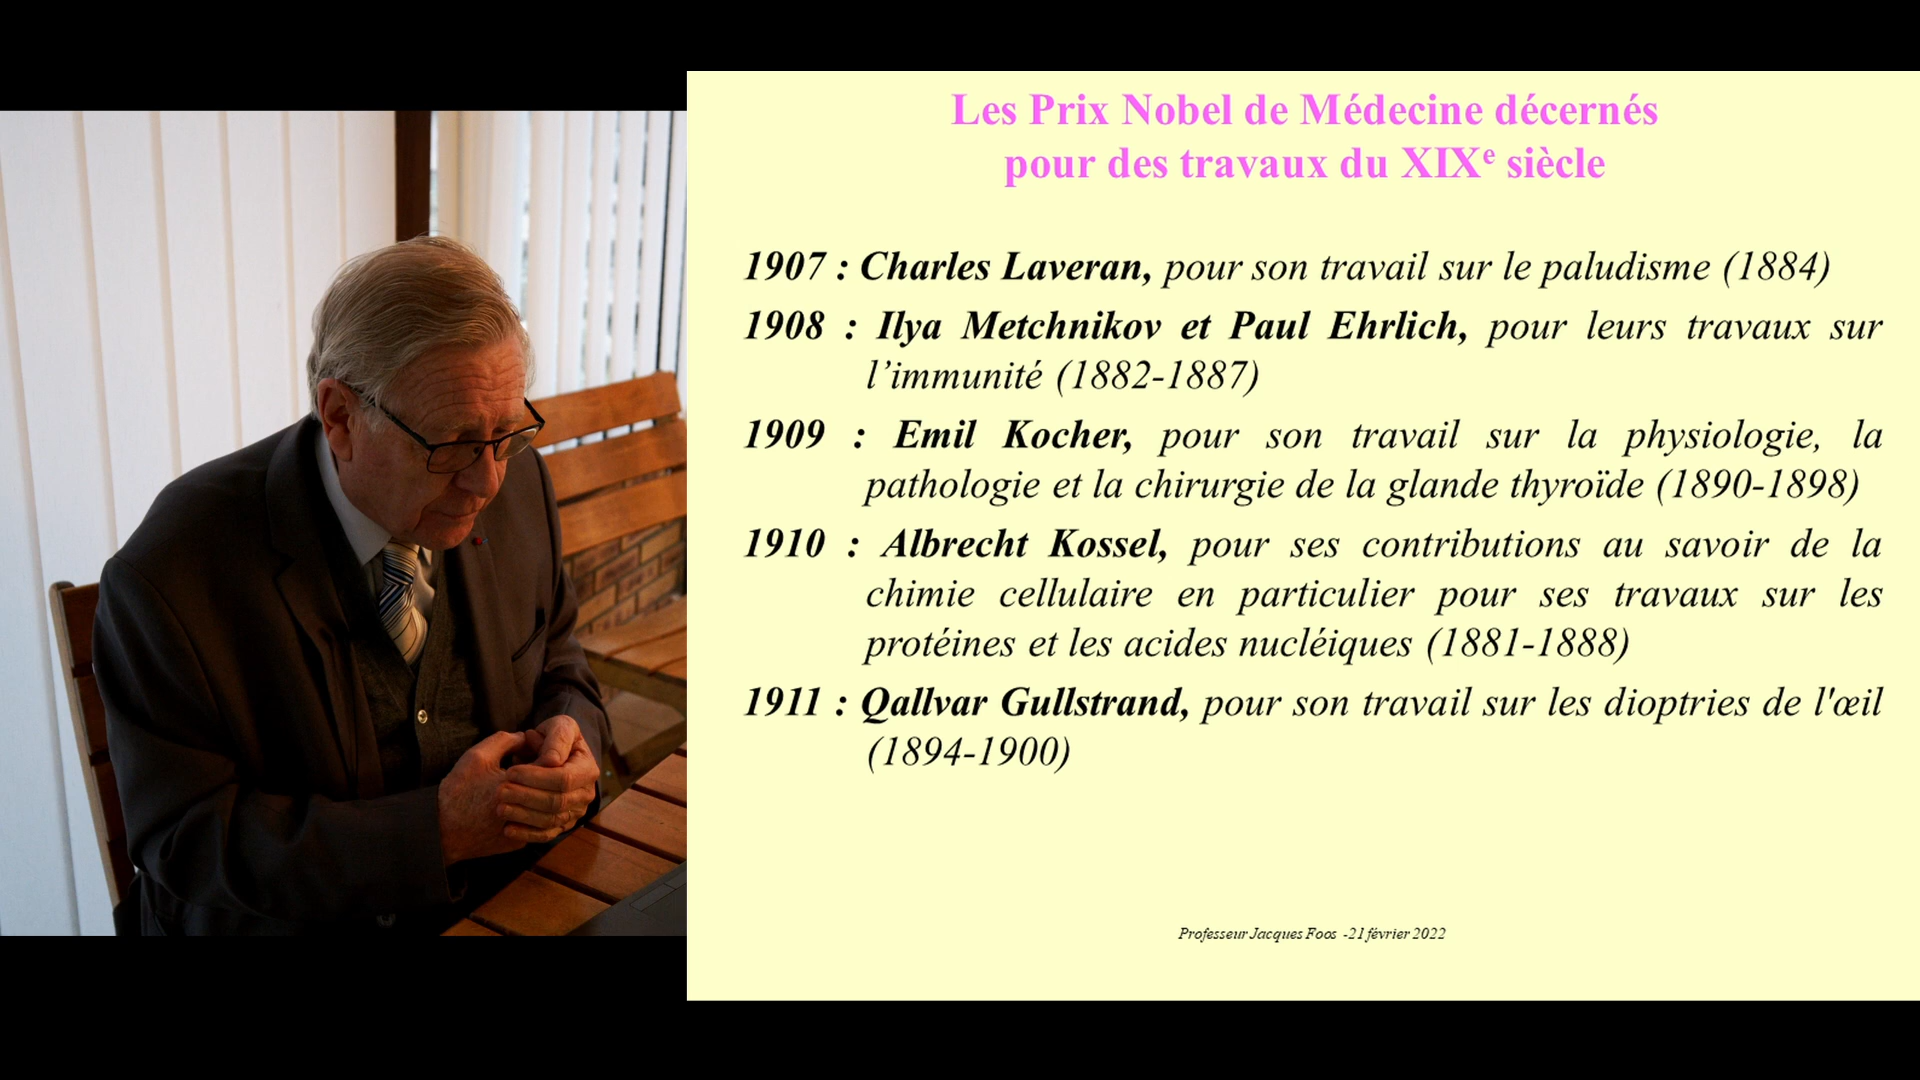 Les Prix Nobel de Médecine décernés
pour des travaux du XIXe siècle
1907 : Charles Laveran, pour son travail sur le paludisme (1884)
1908 : Ilya Metchnikov et Paul Ehrlich, pour leurs travaux sur
l’immunité (1882-1887)
1909 : Emil Kocher, pour son travail sur la physiologie, la
pathologie et la chirurgie de la glande thyroïde (1890-1898)
1910 : Albrecht Kossel, pour ses contributions au savoir de la
chimie cellulaire en particulier pour ses travaux sur les
protéines et les acides nucléiques (1881-1888)
1911 : Qallvar Gullstrand, pour son travail sur les dioptries de l'œil
(1894-1900)
Professeur Jacques Foos -21 février 2022